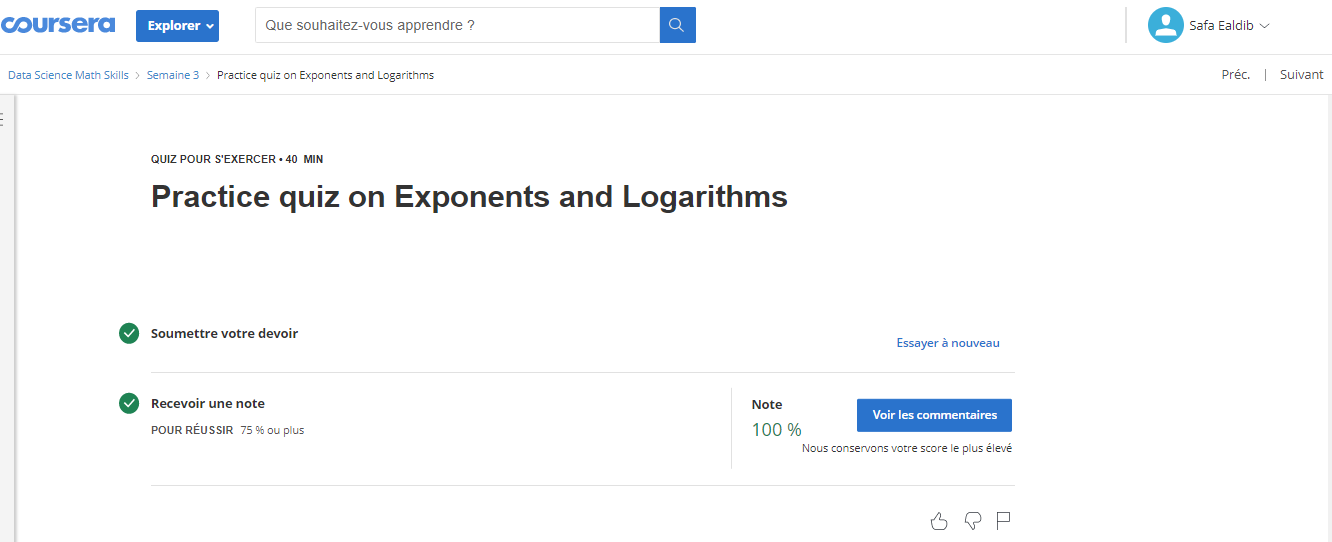 coursera Explorer Que souhaitez-vous apprendre ? Safa Ealdib
Data Science Math Skills > Semaine 3 > Practice quiz on Exponents and Logarithms Préc. | Suivant
QUIZ POUR S'EXERCER • 40 MIN
Practice quiz on Exponents and Logarithms
Soumettre votre devoir
Essayer à nouveau
Recevoir une note
POUR RÉUSSIR 75 % ou plus
Note
100 %
Voir les commentaires
Nous conservons votre score le plus élevé